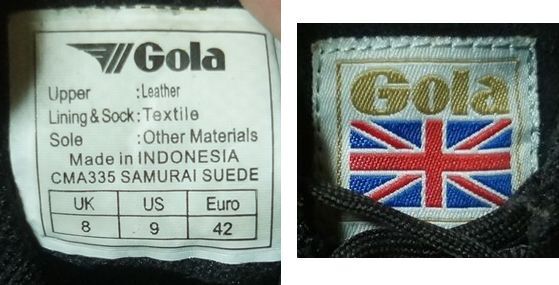 Gola
Upper : Leather
Lining & Sock : Textile
Sole : Other Materials
Made in INDONESIA
CMA335 SAMURAI SUEDE
UK US Euro
8 9 42
Gola